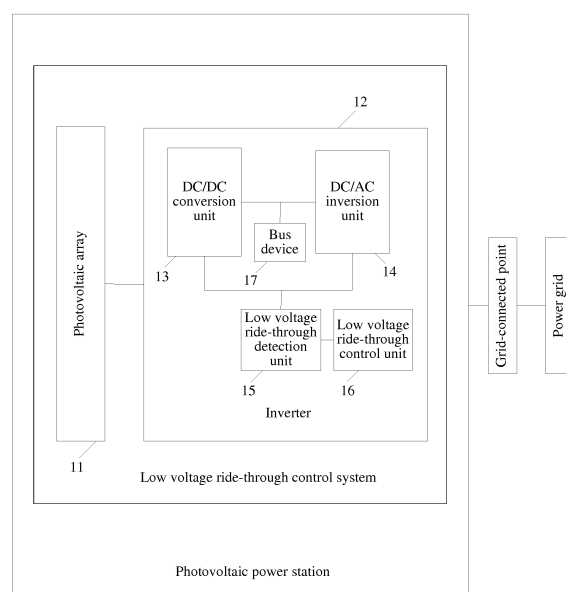 12
DC/DC
conversion
unit
DC/AC
inversion
unit
Bus
device
13
17
14
Photovoltaic array
Low voltage
ride-through
detection
unit
Low voltage
ride-through
control unit
15
16
Inverter
11
Low voltage ride-through control system
Photovoltaic power station
Grid-connected point
Power grid